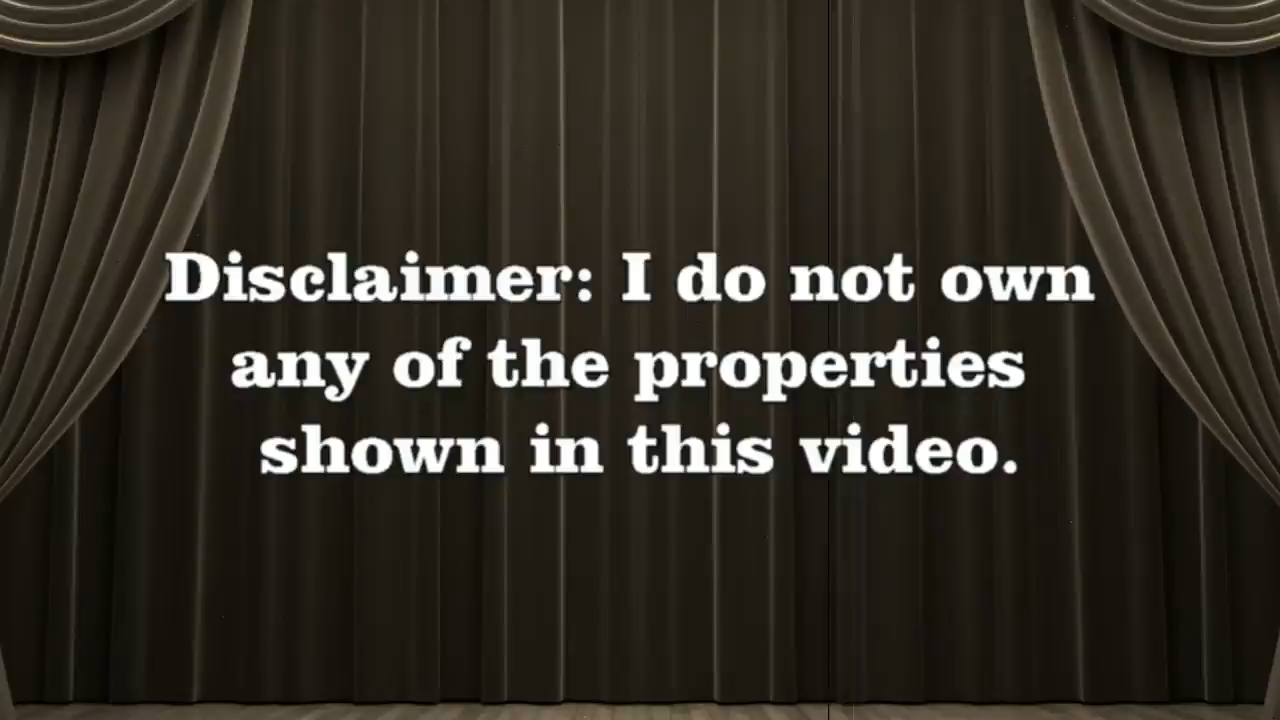 Disclaimer: I do not own
any of the properties
shown in this video.